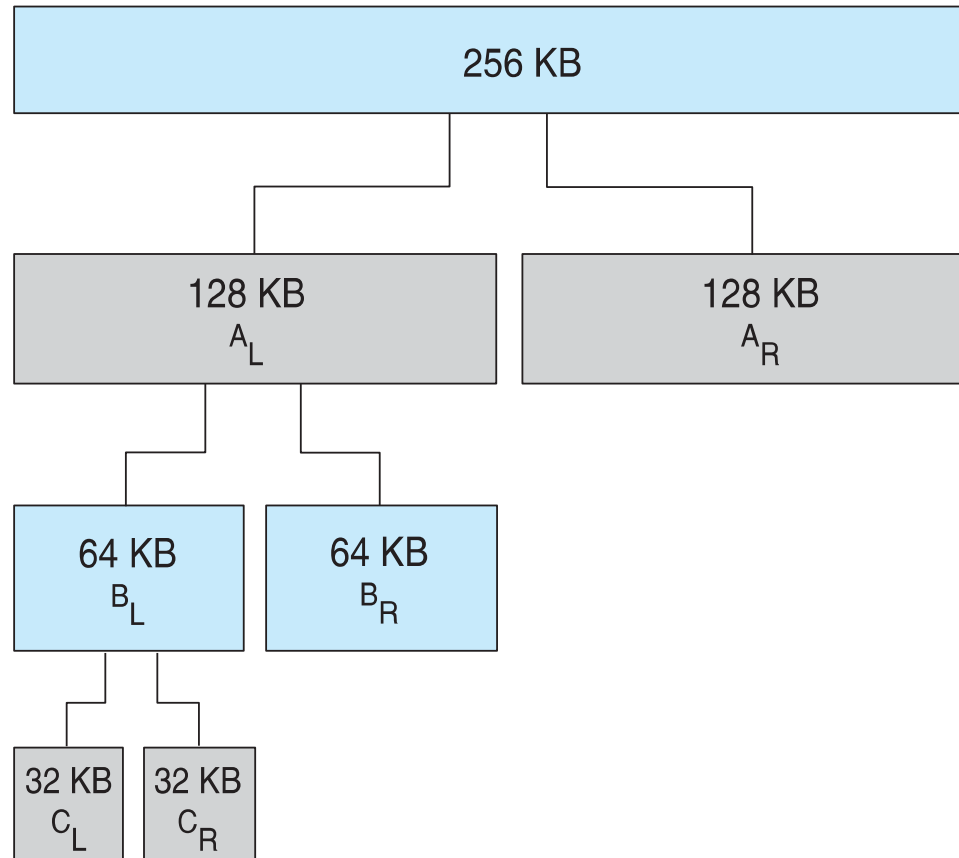 256 KB
128 KB
A_L
128 KB
A_R
64 KB
B_L
64 KB
B_R
32 KB
C_L
32 KB
C_R